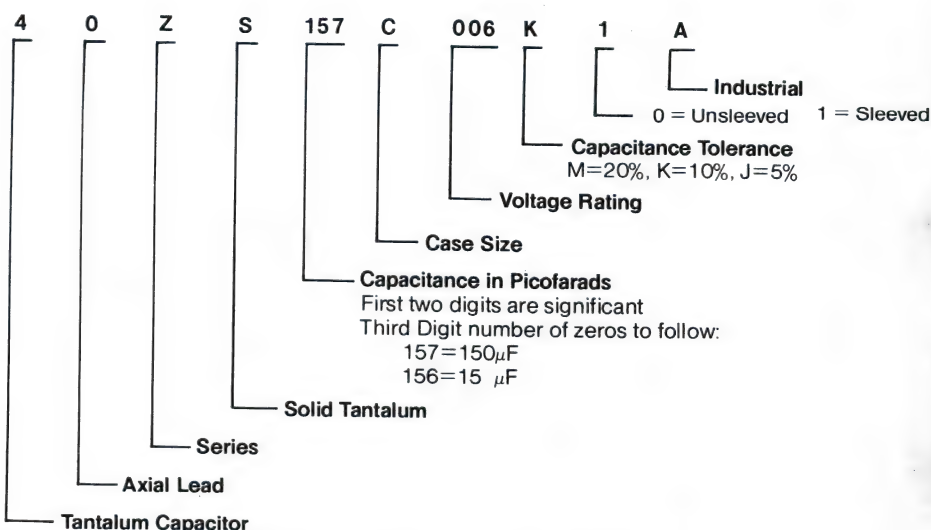 4 0 Z S 157 C 006 K 1 A
Industrial
0 = Unsleeved 1 = Sleeved
Capacitance Tolerance
M=20%, K=10%, J=5%
Voltage Rating
Case Size
Capacitance in Picofarads
First two digits are significant
Third Digit number of zeros to follow:
157=150μF
156=15 μF
Solid Tantalum
Series
Axial Lead
Tantalum Capacitor